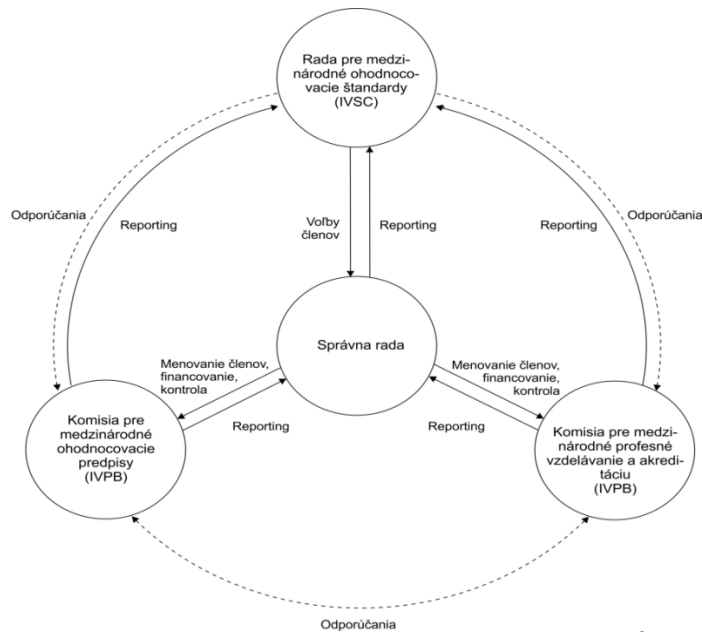 Rada pre medzi-
národné ohodnoco-
vacie štandardy
(IVSC)
Odporúčania
Reporting
Voľby
členov
Reporting
Reporting
Odporúčania
Správna rada
Menovanie členov,
financovanie,
kontrola
Reporting
Menovanie členov,
financovanie,
kontrola
Reporting
Komisia pre
medzinárodné
ohodnocovacie
predpisy
(IVPB)
Komisia pre medzi-
národné profesné
vzdelávanie a akredi-
táciu
(IVPB)
Odporúčania